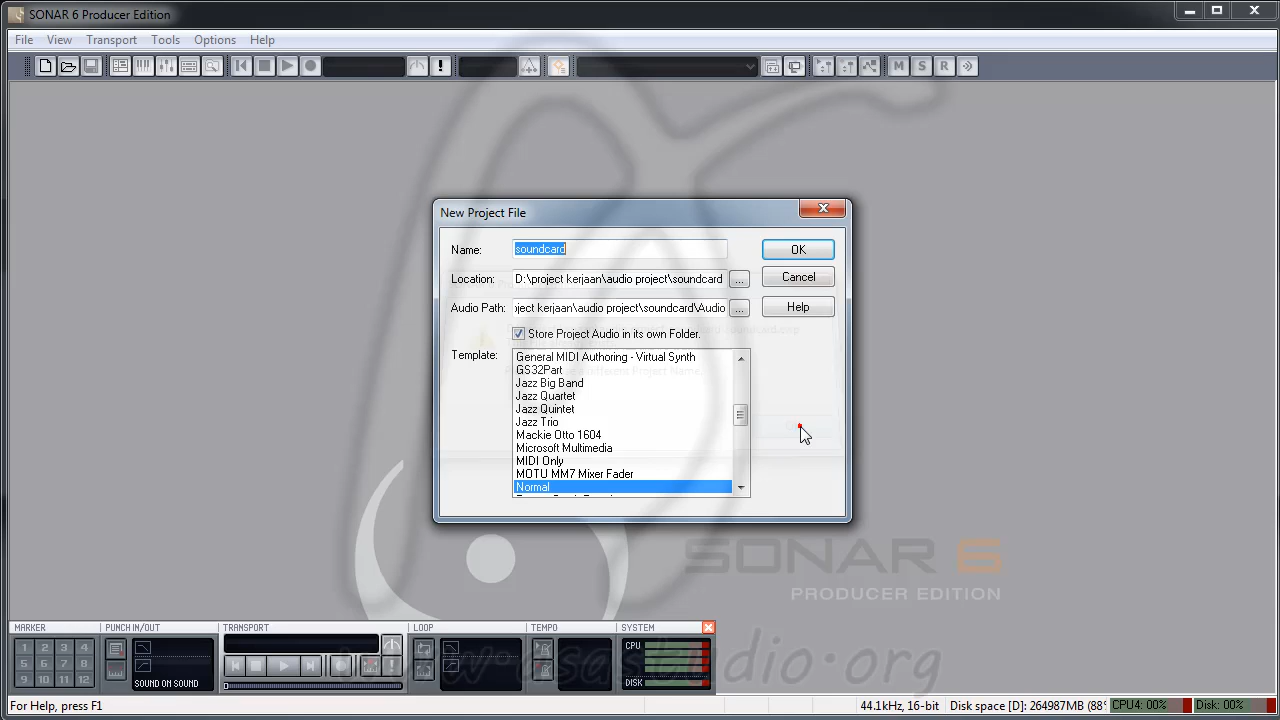 SONAR 6 Producer Edition
File View Transport Tools Options Help
M S R
New Project File
Name: soundcard OK
Location: D:\project kerjaan\audio project\soundcard ... Cancel
Audio Path: ject kerjaan\audio project\soundcard\Audio ... Help
Store Project Audio in its own Folder.
Template:
General MIDI Authoring - Virtual Synth
GS32Part
Jazz Big Band
Jazz Quartet
Jazz Quintet
Jazz Trio
Mackie Otto 1604
Microsoft Multimedia
MIDI Only
MOTU MM7 Mixer Fader
Normal
SONAR 6
PRODUCER EDITION
MARKER PUNCH IN/OUT TRANSPORT LOOP TEMPO SYSTEM
1 2 3 4
5 6 7 8
9 10 11 12
SOUND ON SOUND
CPU
DISK
For Help, press F1 44.1kHz, 16-bit Disk space [D]: 264987MB (88% CPU4: 00% Disk: 00%